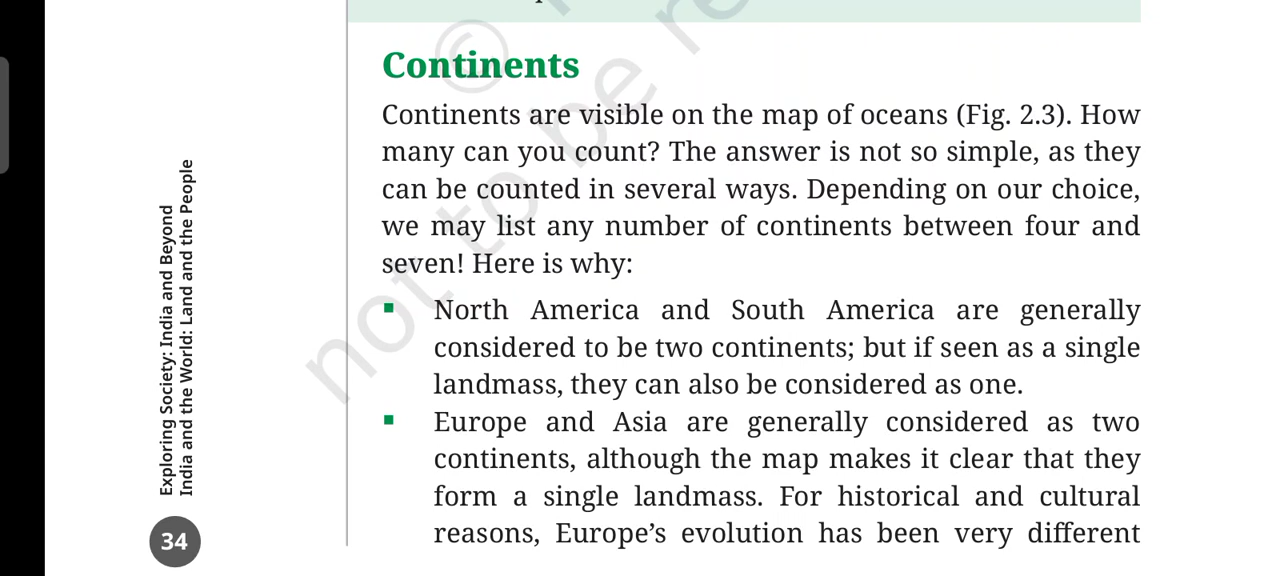 Continents
Continents are visible on the map of oceans (Fig. 2.3). How
many can you count? The answer is not so simple, as they
can be counted in several ways. Depending on our choice,
we may list any number of continents between four and
seven! Here is why:
▪ North America and South America are generally
considered to be two continents; but if seen as a single
landmass, they can also be considered as one.
▪ Europe and Asia are generally considered as two
continents, although the map makes it clear that they
form a single landmass. For historical and cultural
reasons, Europe’s evolution has been very different
Exploring Society: India and Beyond
India and the World: Land and the People
34
©
not to be re